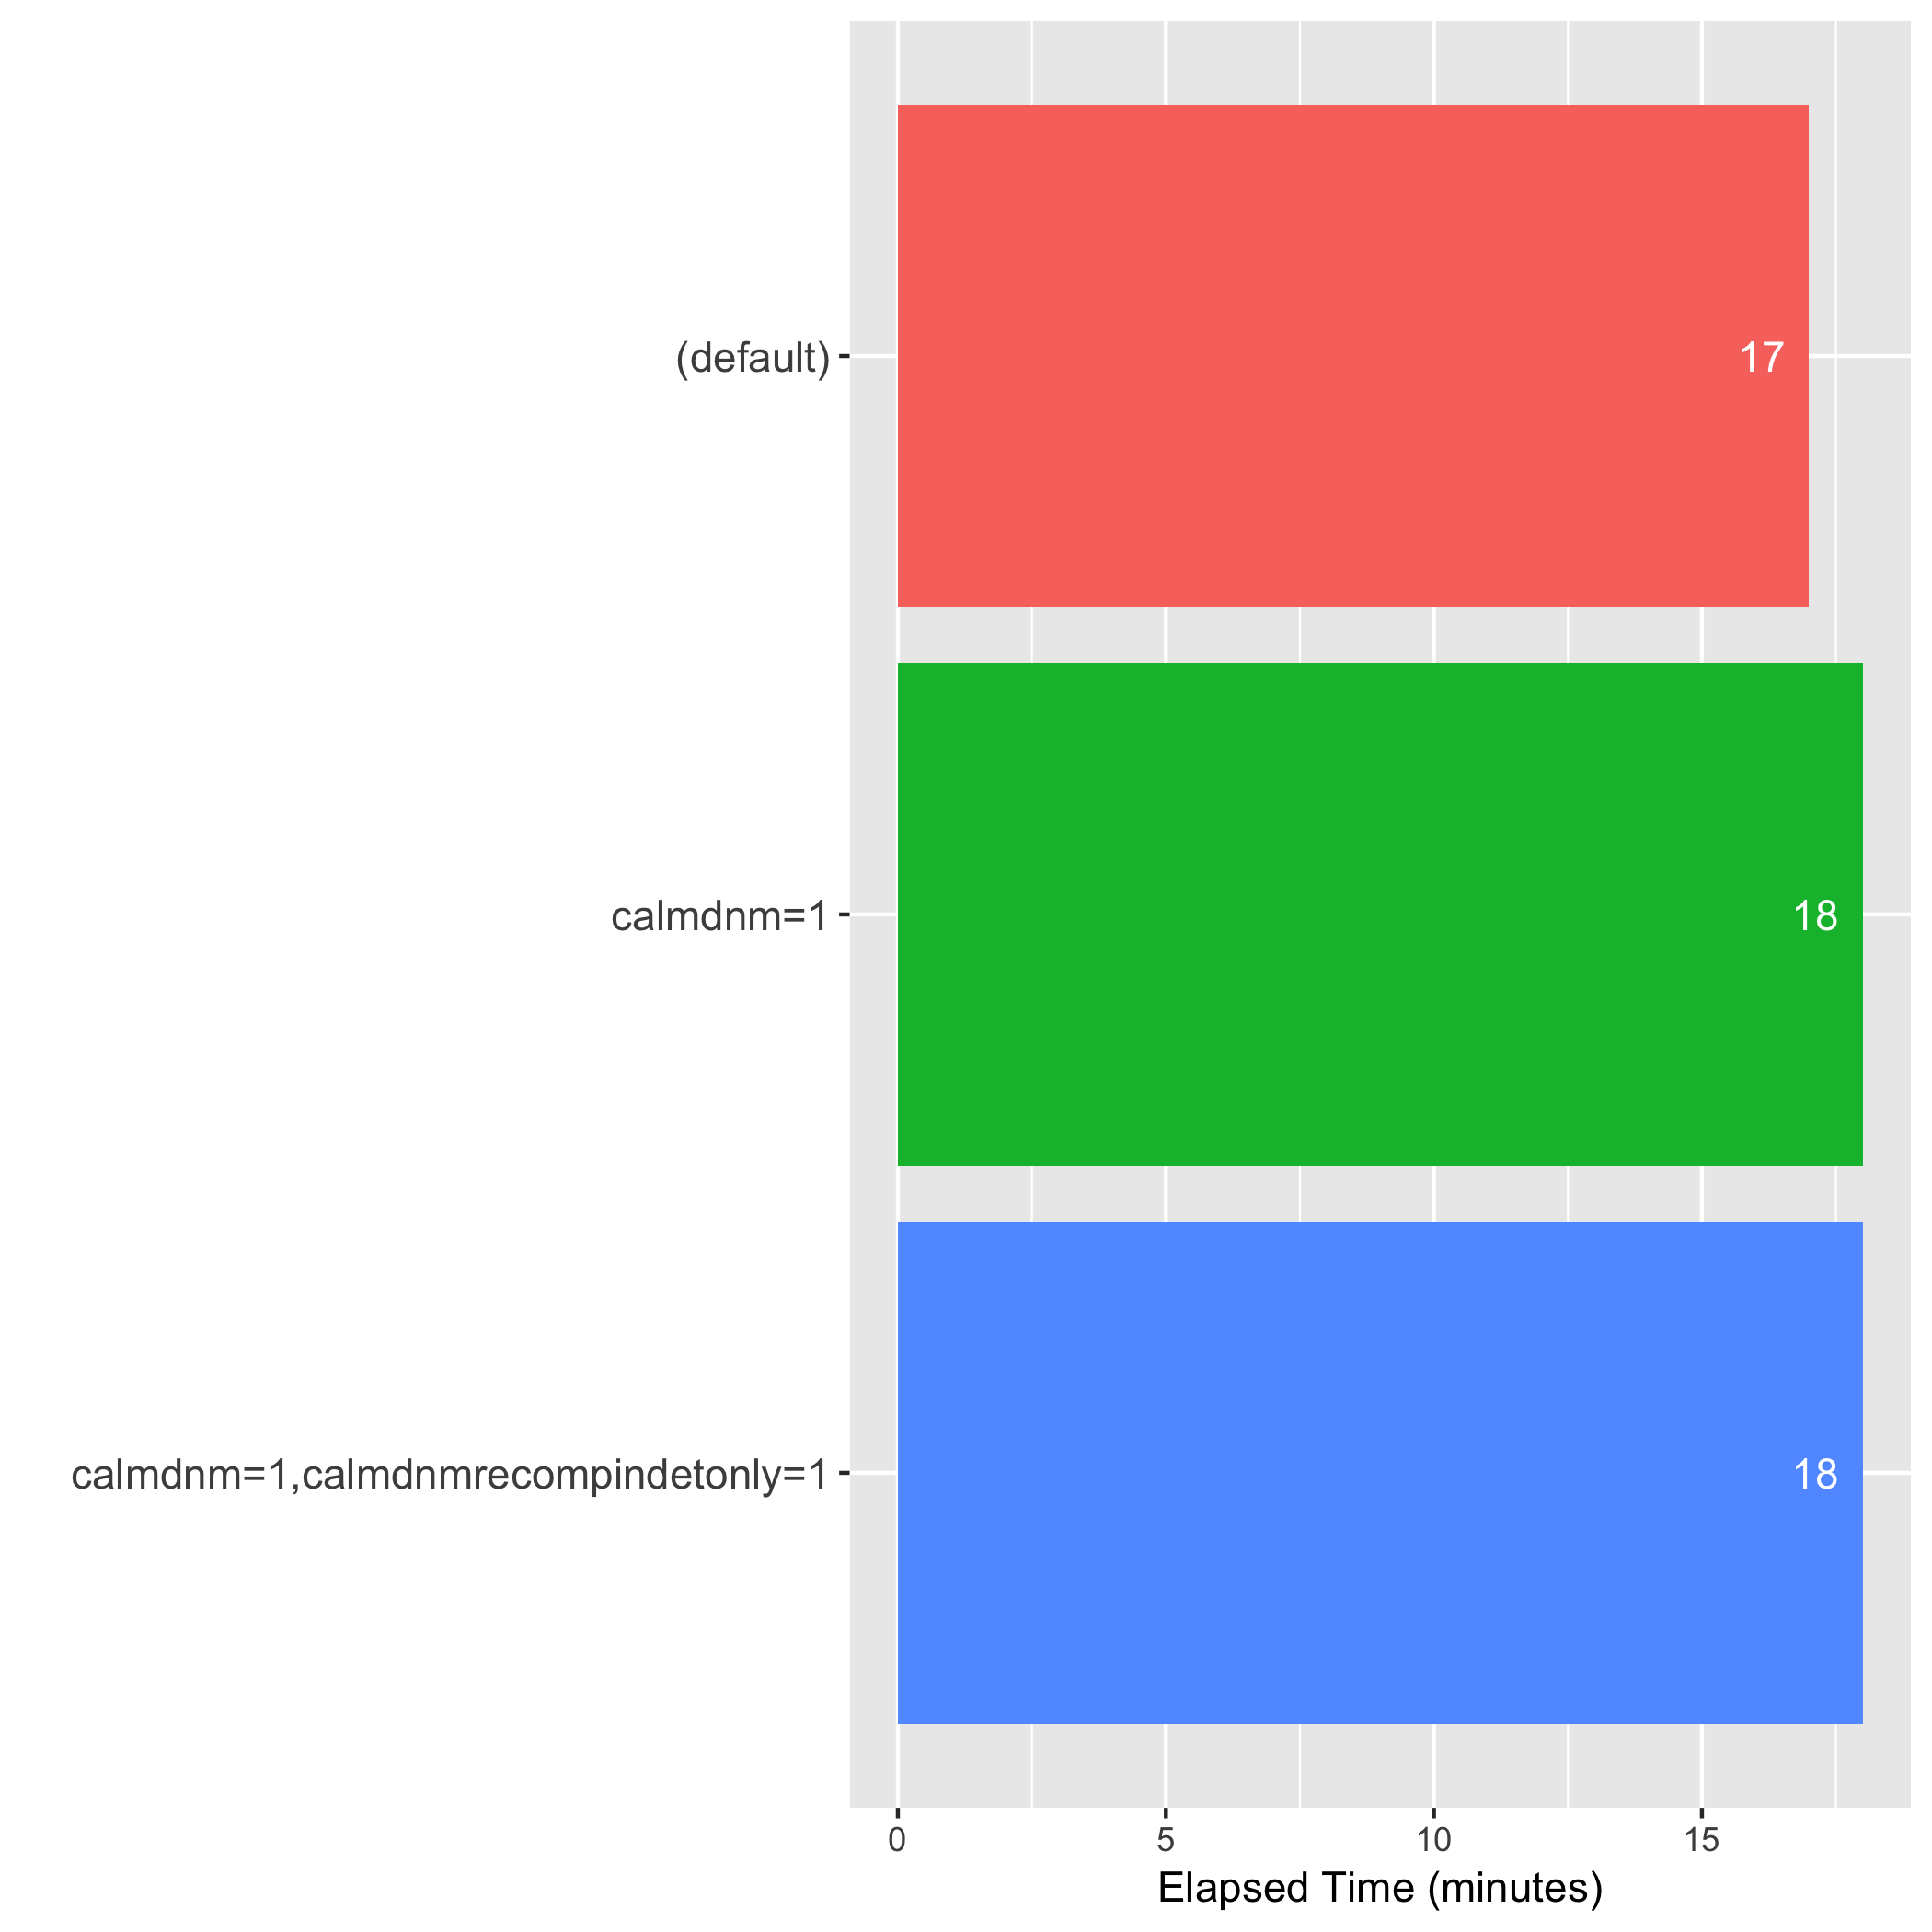 (default)
17
calmdnm=1
18
calmdnm=1,calmdnmrecompindetonly=1
18
0 5 10 15
Elapsed Time (minutes)